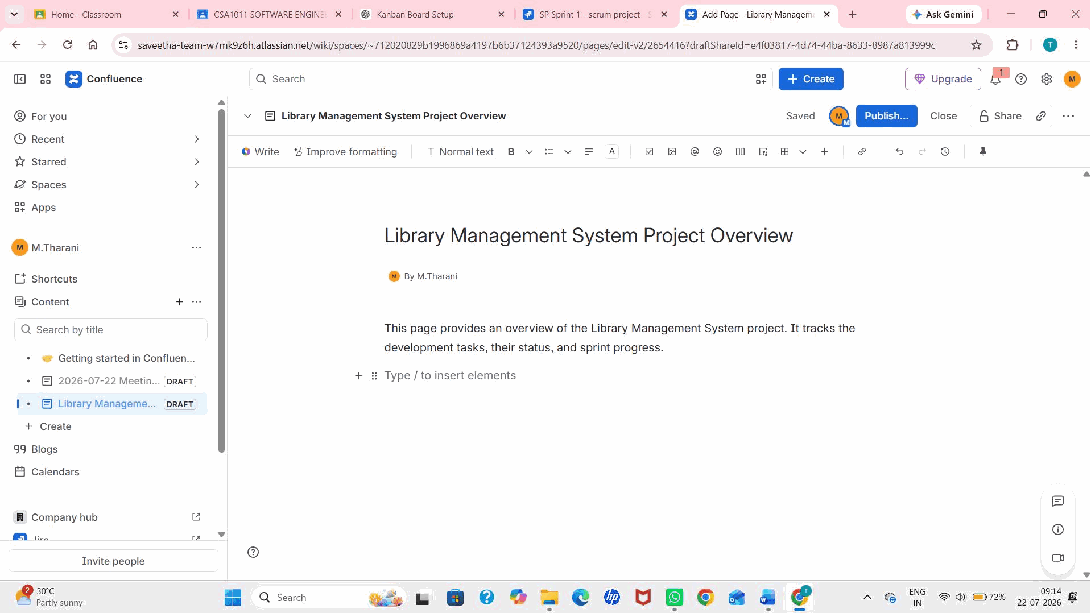 Home - Classroom
CSA1011 SOFTWARE ENGINE
Kanban Board Setup
SP Sprint 1 - scrum project -
Add Page - Library Managem
Ask Gemini
T
Confluence
Search
Create
Upgrade
1
M
For you
Recent
Starred
Spaces
Apps
M
M.Tharani
Shortcuts
Content
Search by title
Getting started in Confluen...
2026-07-22 Meetin... DRAFT
Library Manageme... DRAFT
Create
Blogs
Calendars
Company hub
Invite people
Library Management System Project Overview
Saved
M
M
Publish...
Close
Share
Write
Improve formatting
T Normal text
B
A
Library Management System Project Overview
M By M.Tharani
This page provides an overview of the Library Management System project. It tracks the
development tasks, their status, and sprint progress.
Type / to insert elements
2
30°C
Partly sunny
Search
ENG
IN
72%
09:14
22-07-2026